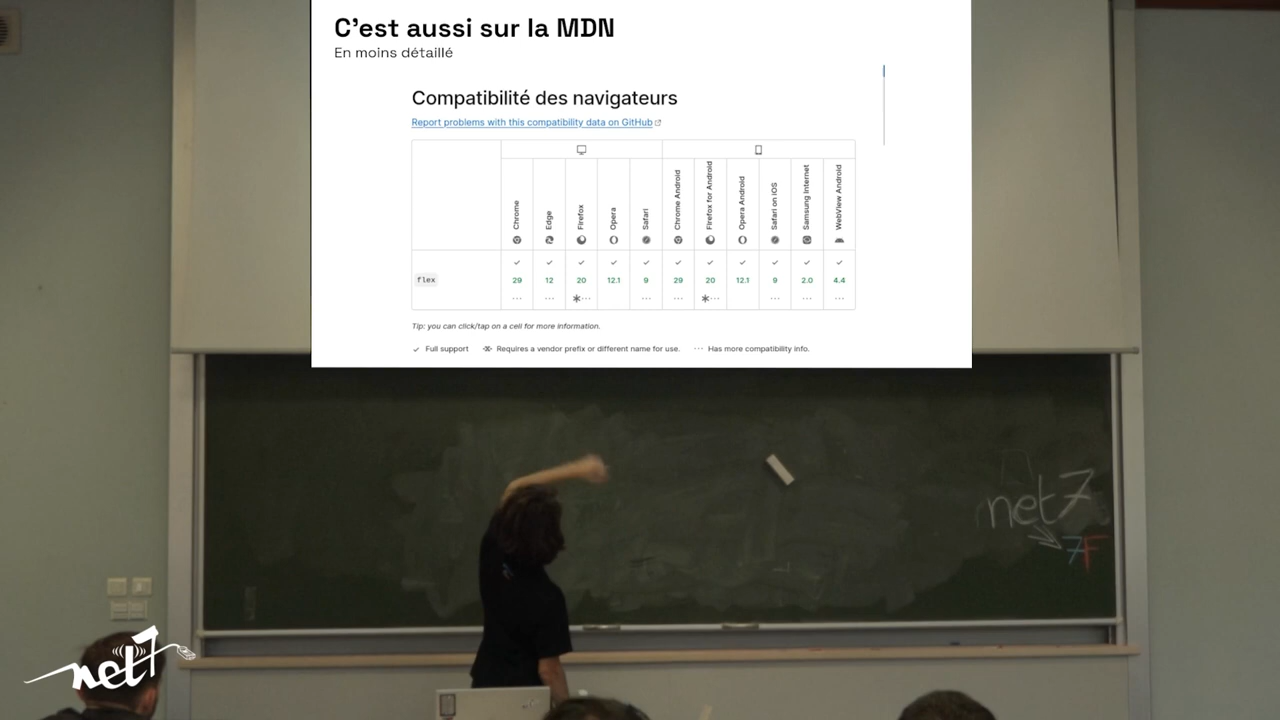 C'est aussi sur la MDN
En moins détaillé
Compatibilité des navigateurs
Report problems with this compatibility data on GitHub
Chrome
Edge
Firefox
Opera
Safari
Chrome Android
Firefox for Android
Opera Android
Safari on iOS
Samsung Internet
WebView Android
flex
29 12 20 12.1 9 29 20 12.1 9 2.0 4.4
Tip: you can click/tap on a cell for more information.
Full support Requires a vendor prefix or different name for use. Has more compatibility info.
net7
7F
net7